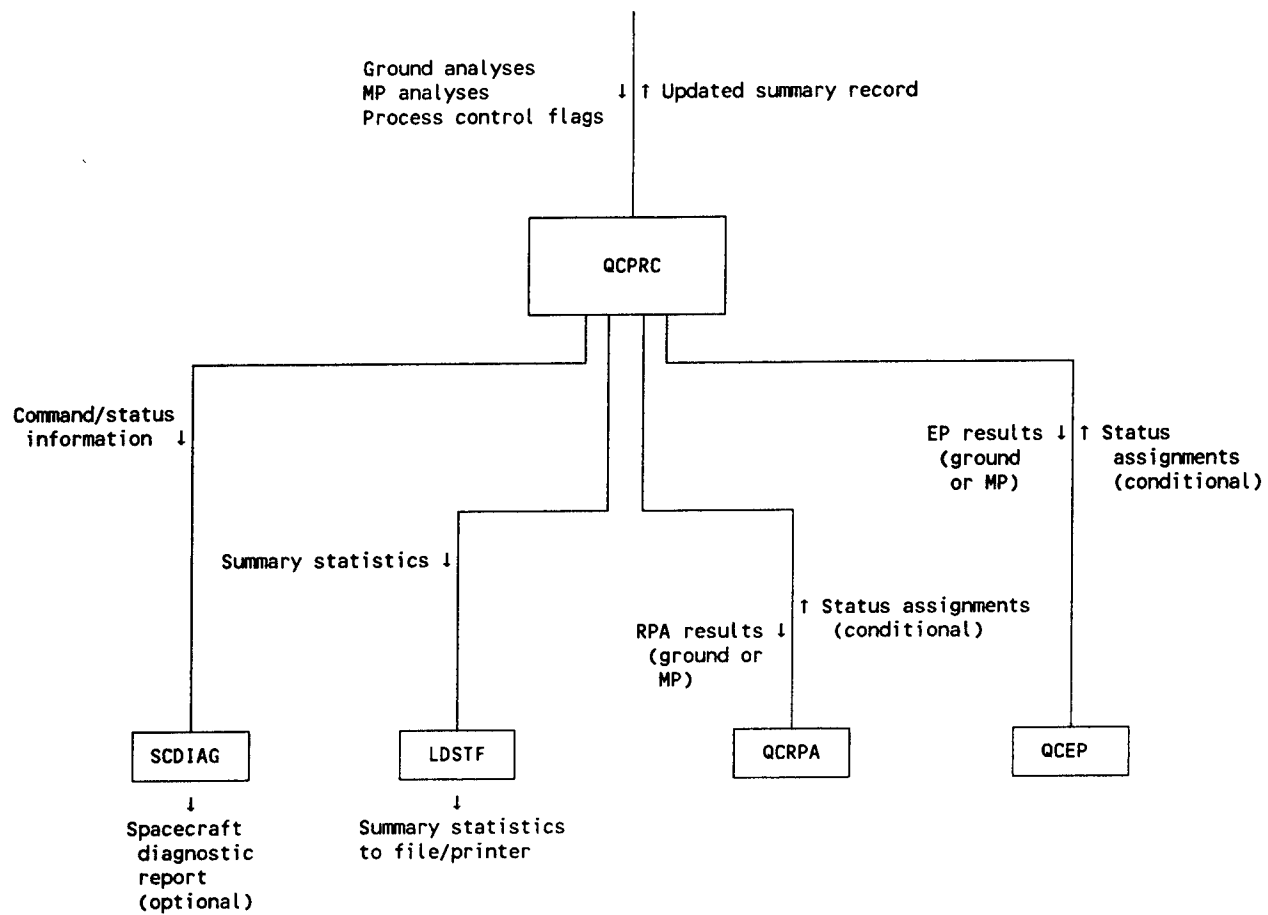 Ground analyses
MP analyses
Process control flags
↓ ↑ Updated summary record
QCPRC
Command/status
information ↓
Summary statistics ↓
RPA results ↓
(ground or
MP)
↑ Status assignments
(conditional)
EP results ↓
(ground
or MP)
↑ Status
assignments
(conditional)
SCDIAG
LDSTF
QCRPA
QCEP
↓
Spacecraft
diagnostic
report
(optional)
↓
Summary statistics
to file/printer